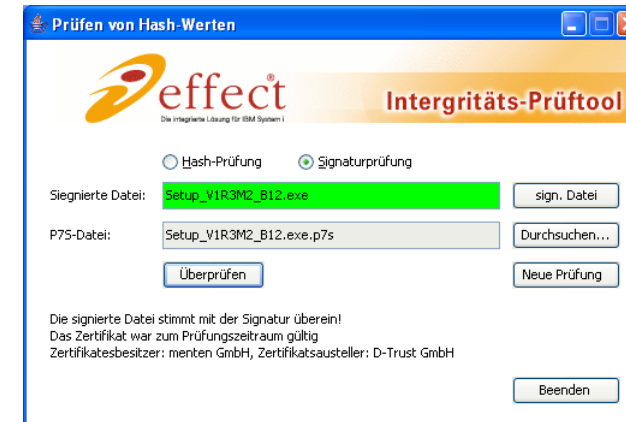 Prüfen von Hash-Werten
effect
Die integrierte Lösung für IBM System i
Intergritäts-Prüftool
Hash-Prüfung Signaturprüfung
Siegnierte Datei: Setup_V1R3M2_B12.exe sign. Datei
P7S-Datei: Setup_V1R3M2_B12.exe.p7s Durchsuchen...
Überprüfen Neue Prüfung
Die signierte Datei stimmt mit der Signatur überein!
Das Zertifikat war zum Prüfungszeitraum gültig
Zertifikatesbesitzer: menten GmbH, Zertifikatsausteller: D-Trust GmbH
Beenden